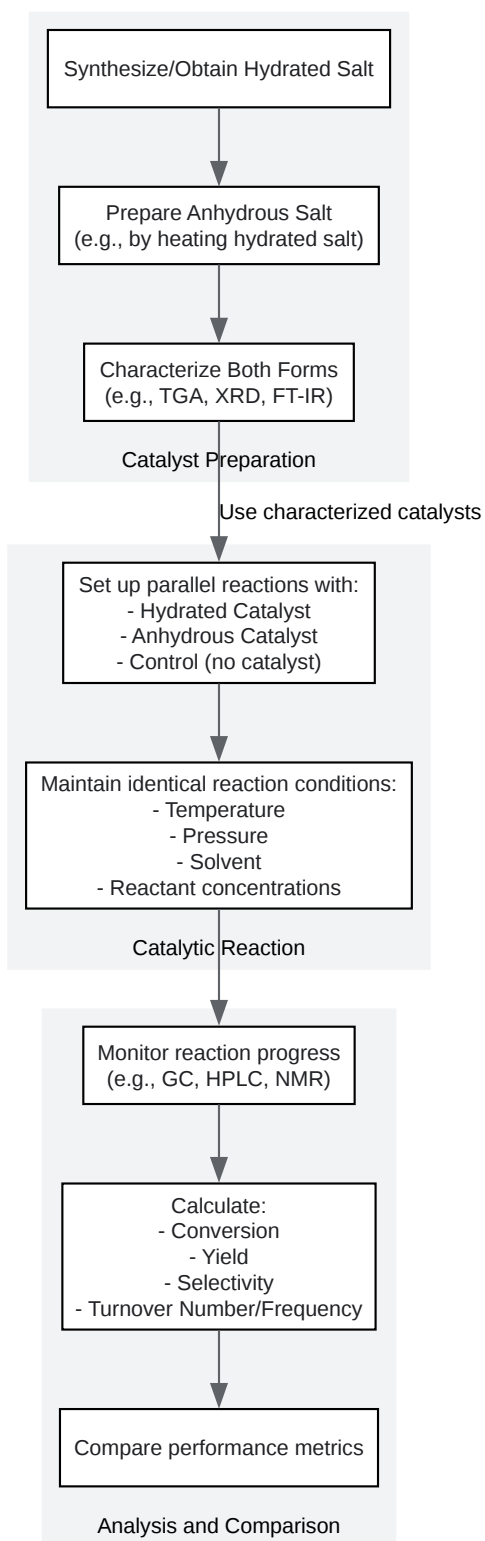 Synthesize/Obtain Hydrated Salt
Prepare Anhydrous Salt
(e.g., by heating hydrated salt)
Characterize Both Forms
(e.g., TGA, XRD, FT-IR)
Catalyst Preparation
Use characterized catalysts
Set up parallel reactions with:
- Hydrated Catalyst
- Anhydrous Catalyst
- Control (no catalyst)
Maintain identical reaction conditions:
- Temperature
- Pressure
- Solvent
- Reactant concentrations
Catalytic Reaction
Monitor reaction progress
(e.g., GC, HPLC, NMR)
Calculate:
- Conversion
- Yield
- Selectivity
- Turnover Number/Frequency
Compare performance metrics
Analysis and Comparison